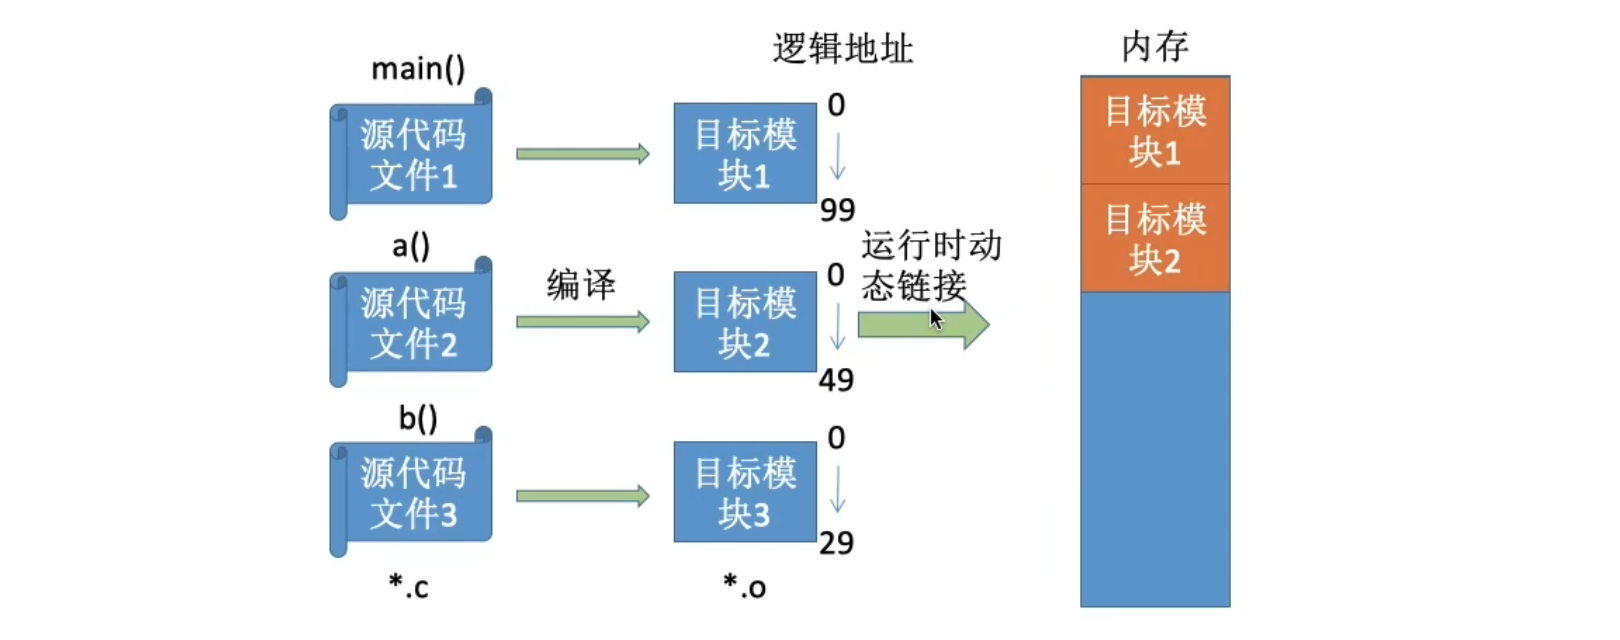 逻辑地址
内存
main()
源代码
文件1
目标模
块1
0
99
目标模
块1
a()
源代码
文件2
编译
目标模
块2
0
49
运行时动
态链接
目标模
块2
b()
源代码
文件3
目标模
块3
0
29
*.c
*.o